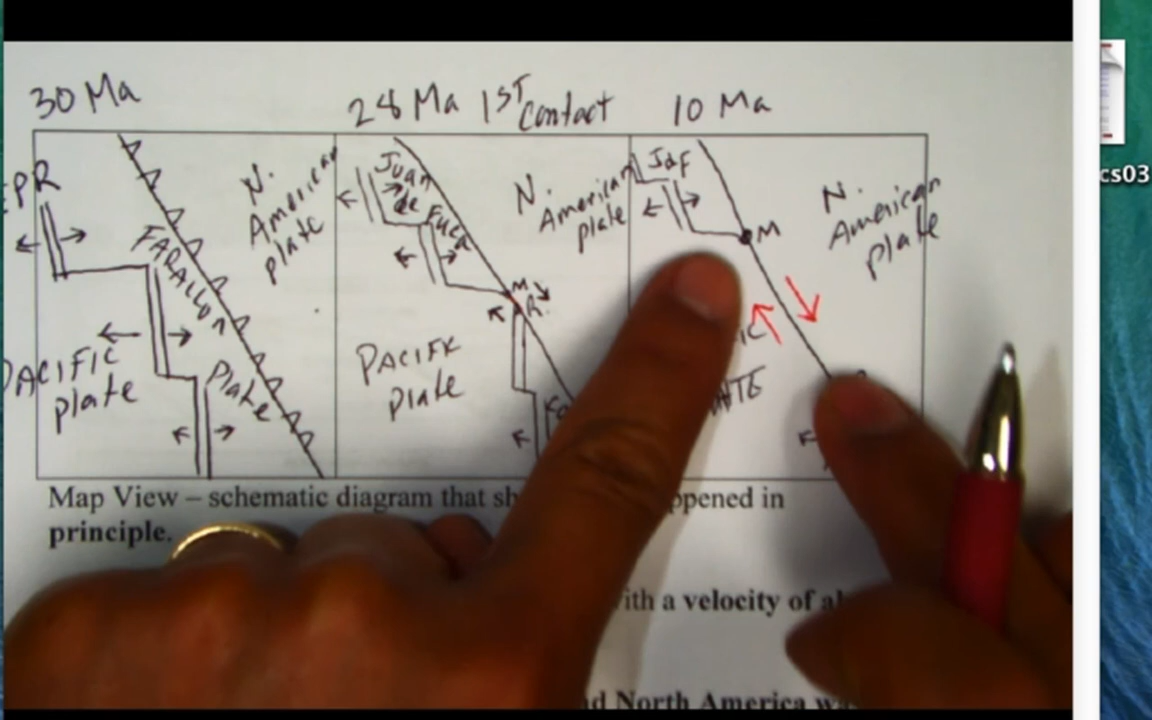 30 Ma
28 Ma 1ST Contact
10 Ma
EPR
N. American plate
FARALLON Plate
PACIFIC plate
Juan de Fuca
N. American plate
M
R
PACIFIC plate
JdF
N. American plate
M
Map View – schematic diagram that
ppened in
principle.
ith a velocity of
d North America
cs03